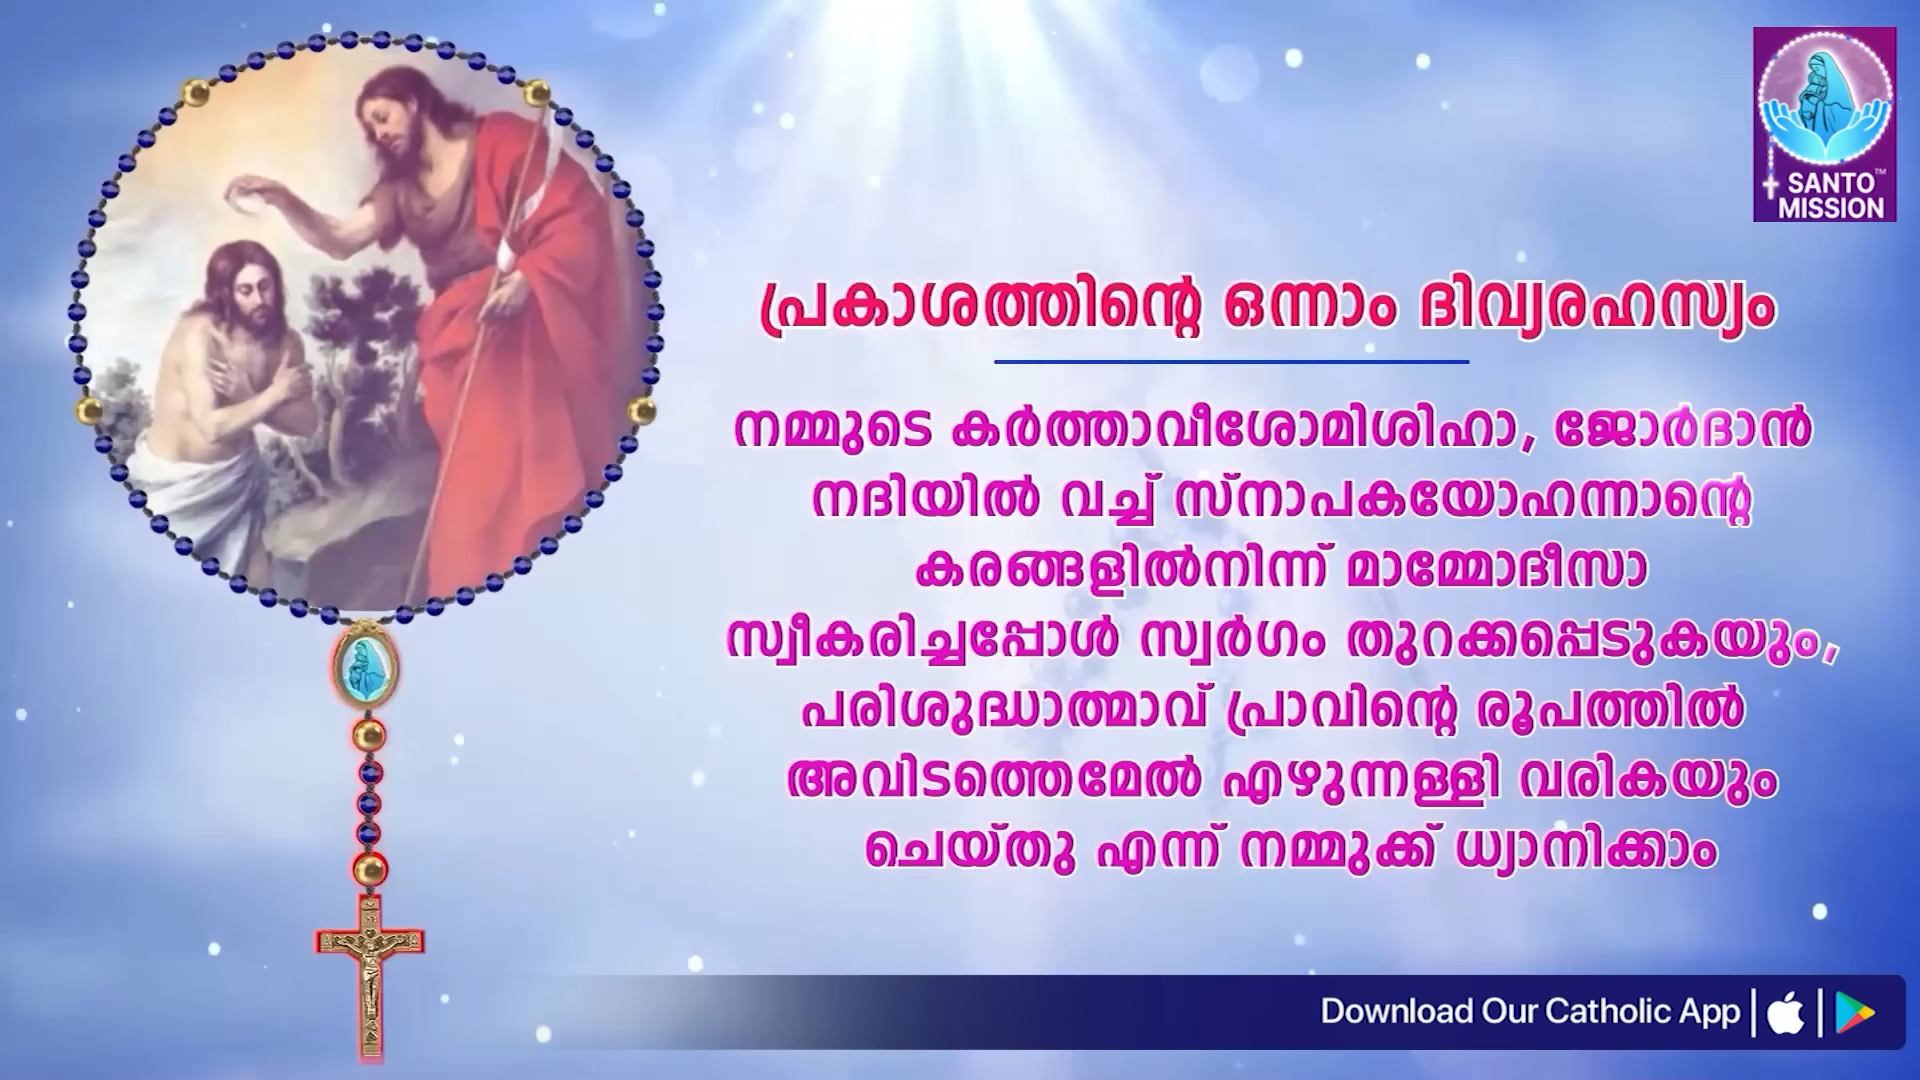 SANTO™
MISSION
പ്രകാശത്തിന്റെ ഒന്നാം ദിവ്യരഹസ്യം
നമ്മുടെ കർത്താവീശോമിശിഹാ, ജോർദാൻ
നദിയിൽ വച്ച് സ്നാപകയോഹന്നാന്റെ
കരങ്ങളിൽനിന്ന് മാമ്മോദീസാ
സ്വീകരിച്ചപ്പോൾ സ്വർഗം തുറക്കപ്പെടുകയും,
പരിശുദ്ധാത്മാവ് പ്രാവിന്റെ രൂപത്തിൽ
അവിടത്തെമേൽ എഴുന്നള്ളി വരികയും
ചെയ്തു എന്ന് നമ്മുക്ക് ധ്യാനിക്കാം
Download Our Catholic App